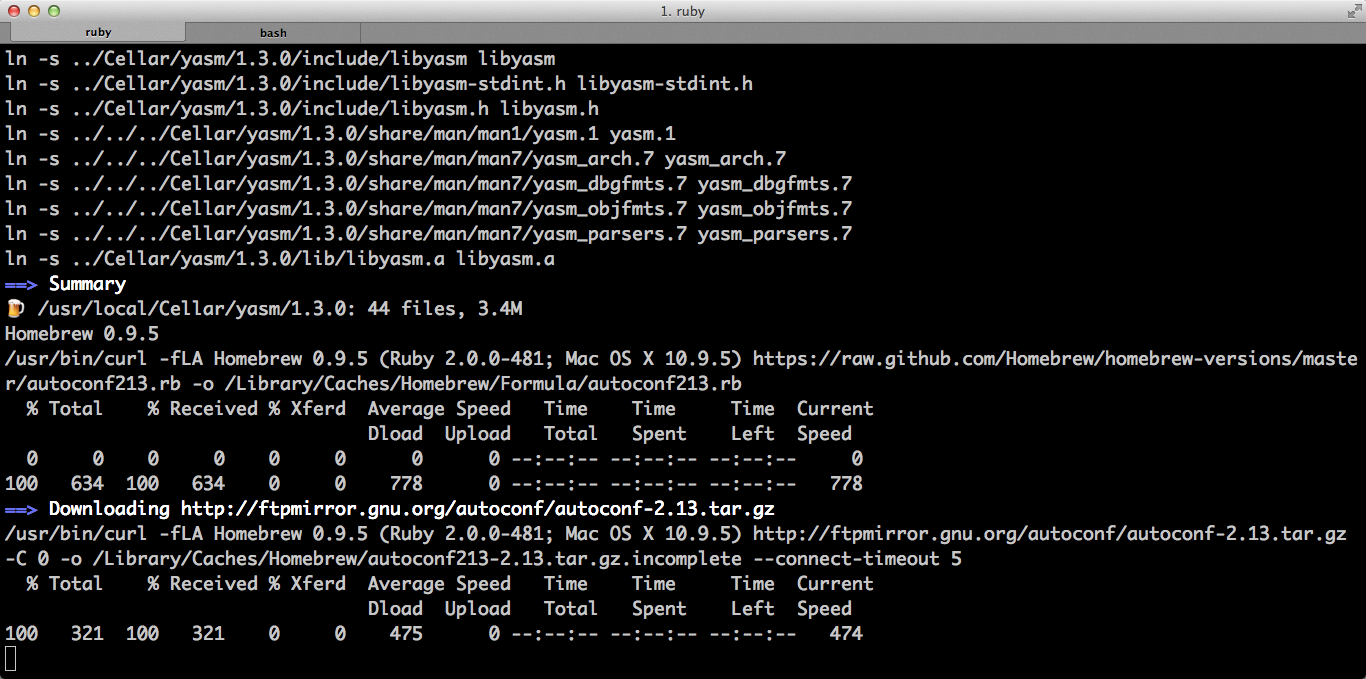 1. ruby
ruby bash
ln -s ../Cellar/yasm/1.3.0/include/libyasm libyasm
ln -s ../Cellar/yasm/1.3.0/include/libyasm-stdint.h libyasm-stdint.h
ln -s ../Cellar/yasm/1.3.0/include/libyasm.h libyasm.h
ln -s ../../../Cellar/yasm/1.3.0/share/man/man1/yasm.1 yasm.1
ln -s ../../../Cellar/yasm/1.3.0/share/man/man7/yasm_arch.7 yasm_arch.7
ln -s ../../../Cellar/yasm/1.3.0/share/man/man7/yasm_dbgfmts.7 yasm_dbgfmts.7
ln -s ../../../Cellar/yasm/1.3.0/share/man/man7/yasm_objfmts.7 yasm_objfmts.7
ln -s ../../../Cellar/yasm/1.3.0/share/man/man7/yasm_parsers.7 yasm_parsers.7
ln -s ../Cellar/yasm/1.3.0/lib/libyasm.a libyasm.a
==> Summary
🍺 /usr/local/Cellar/yasm/1.3.0: 44 files, 3.4M
Homebrew 0.9.5
/usr/bin/curl -fLA Homebrew 0.9.5 (Ruby 2.0.0-481; Mac OS X 10.9.5) https://raw.github.com/Homebrew/homebrew-versions/maste
r/autoconf213.rb -o /Library/Caches/Homebrew/Formula/autoconf213.rb
  % Total    % Received % Xferd  Average Speed   Time    Time     Time  Current
                                 Dload  Upload   Total   Spent    Left  Speed
  0     0    0     0    0     0      0      0 --:--:-- --:--:-- --:--:--     0
100   634  100   634    0     0    778      0 --:--:-- --:--:-- --:--:--   778
==> Downloading http://ftpmirror.gnu.org/autoconf/autoconf-2.13.tar.gz
/usr/bin/curl -fLA Homebrew 0.9.5 (Ruby 2.0.0-481; Mac OS X 10.9.5) http://ftpmirror.gnu.org/autoconf/autoconf-2.13.tar.gz
-C 0 -o /Library/Caches/Homebrew/autoconf213-2.13.tar.gz.incomplete --connect-timeout 5
  % Total    % Received % Xferd  Average Speed   Time    Time     Time  Current
                                 Dload  Upload   Total   Spent    Left  Speed
100   321  100   321    0     0    475      0 --:--:-- --:--:-- --:--:--   474